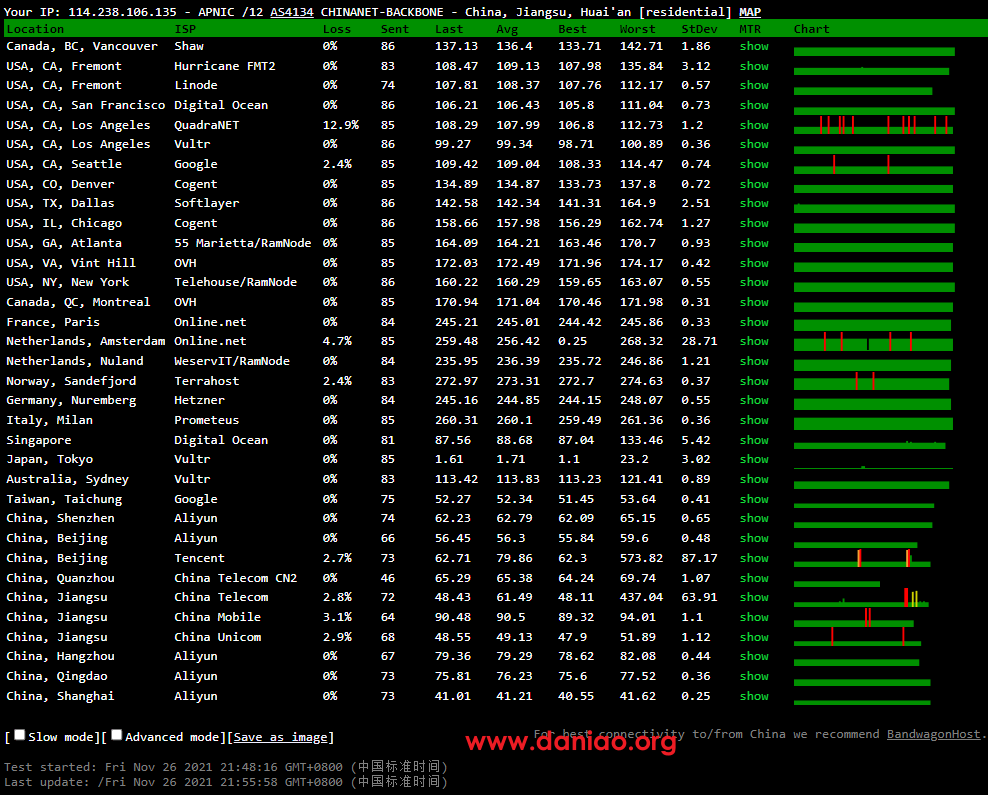 Your IP: 114.238.106.135 - APNIC /12 AS4134 CHINANET-BACKBONE - China, Jiangsu, Huai'an [residential] MAP
Location ISP Loss Sent Last Avg Best Worst StDev MTR Chart
Canada, BC, Vancouver Shaw 0% 86 137.13 136.4 133.71 142.71 1.86 show
USA, CA, Fremont Hurricane FMT2 0% 83 108.47 109.13 107.98 135.84 3.12 show
USA, CA, Fremont Linode 0% 74 107.81 108.37 107.76 112.17 0.57 show
USA, CA, San Francisco Digital Ocean 0% 86 106.21 106.43 105.8 111.04 0.73 show
USA, CA, Los Angeles QuadraNET 12.9% 85 108.29 107.99 106.8 112.73 1.2 show
USA, CA, Los Angeles Vultr 0% 86 99.27 99.34 98.71 100.89 0.36 show
USA, CA, Seattle Google 2.4% 85 109.42 109.04 108.33 114.47 0.74 show
USA, CO, Denver Cogent 0% 85 134.89 134.87 133.73 137.8 0.72 show
USA, TX, Dallas Softlayer 0% 86 142.58 142.34 141.31 164.9 2.51 show
USA, IL, Chicago Cogent 0% 86 158.66 157.98 156.29 162.74 1.27 show
USA, GA, Atlanta 55 Marietta/RamNode 0% 85 164.09 164.21 163.46 170.7 0.93 show
USA, VA, Vint Hill OVH 0% 85 172.03 172.49 171.96 174.17 0.42 show
USA, NY, New York Telehouse/RamNode 0% 86 160.22 160.29 159.65 163.07 0.55 show
Canada, QC, Montreal OVH 0% 85 170.94 171.04 170.46 171.98 0.31 show
France, Paris Online.net 0% 84 245.21 245.01 244.42 245.86 0.33 show
Netherlands, Amsterdam Online.net 4.7% 85 259.48 256.42 0.25 268.32 28.71 show
Netherlands, Nuland WeservIT/RamNode 0% 84 235.95 236.39 235.72 246.86 1.21 show
Norway, Sandefjord Terrahost 2.4% 83 272.97 273.31 272.7 274.63 0.37 show
Germany, Nuremberg Hetzner 0% 84 245.16 244.85 244.15 248.07 0.55 show
Italy, Milan Prometeus 0% 85 260.31 260.1 259.49 261.36 0.36 show
Singapore Digital Ocean 0% 81 87.56 88.68 87.04 133.46 5.42 show
Japan, Tokyo Vultr 0% 85 1.61 1.71 1.1 23.2 3.02 show
Australia, Sydney Vultr 0% 83 113.42 113.83 113.23 121.41 0.89 show
Taiwan, Taichung Google 0% 75 52.27 52.34 51.45 53.64 0.41 show
China, Shenzhen Aliyun 0% 74 62.23 62.79 62.09 65.15 0.65 show
China, Beijing Aliyun 0% 66 56.45 56.3 55.84 59.6 0.48 show
China, Beijing Tencent 2.7% 73 62.71 79.86 62.3 573.82 87.17 show
China, Quanzhou China Telecom CN2 0% 46 65.29 65.38 64.24 69.74 1.07 show
China, Jiangsu China Telecom 2.8% 72 48.43 61.49 48.11 437.04 63.91 show
China, Jiangsu China Mobile 3.1% 64 90.48 90.5 89.32 94.01 1.1 show
China, Jiangsu China Unicom 2.9% 68 48.55 49.13 47.9 51.89 1.12 show
China, Hangzhou Aliyun 0% 67 79.36 79.29 78.62 82.08 0.44 show
China, Qingdao Aliyun 0% 73 75.81 76.23 75.6 77.52 0.36 show
China, Shanghai Aliyun 0% 73 41.01 41.21 40.55 41.62 0.25 show
[ Slow mode][ Advanced mode][Save as image]
For best connectivity to/from China we recommend BandwagonHost.
www.daniao.org
Test started: Fri Nov 26 2021 21:48:16 GMT+0800 (中国标准时间)
Last update: /Fri Nov 26 2021 21:55:58 GMT+0800 (中国标准时间)